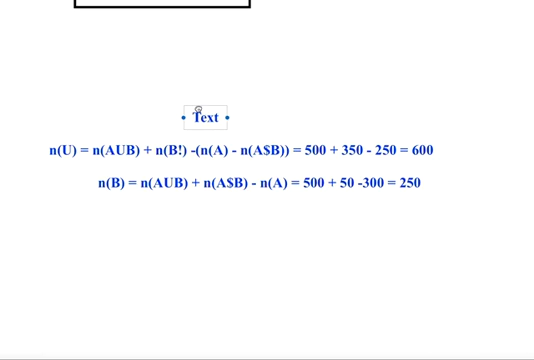 Text
n(U) = n(AUB) + n(B!) -(n(A) - n(A$B)) = 500 + 350 - 250 = 600
n(B) = n(AUB) + n(A$B) - n(A) = 500 + 50 -300 = 250